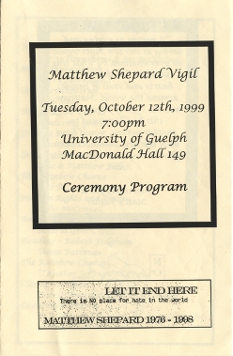 Matthew Shepard Vigil
Tuesday, October 12th, 1999
7:00pm
University of Guelph
MacDonald Hall 149
Ceremony Program
LET IT END HERE
There is NO place for hate in the world
MATTHEW SHEPARD 1976 - 1998